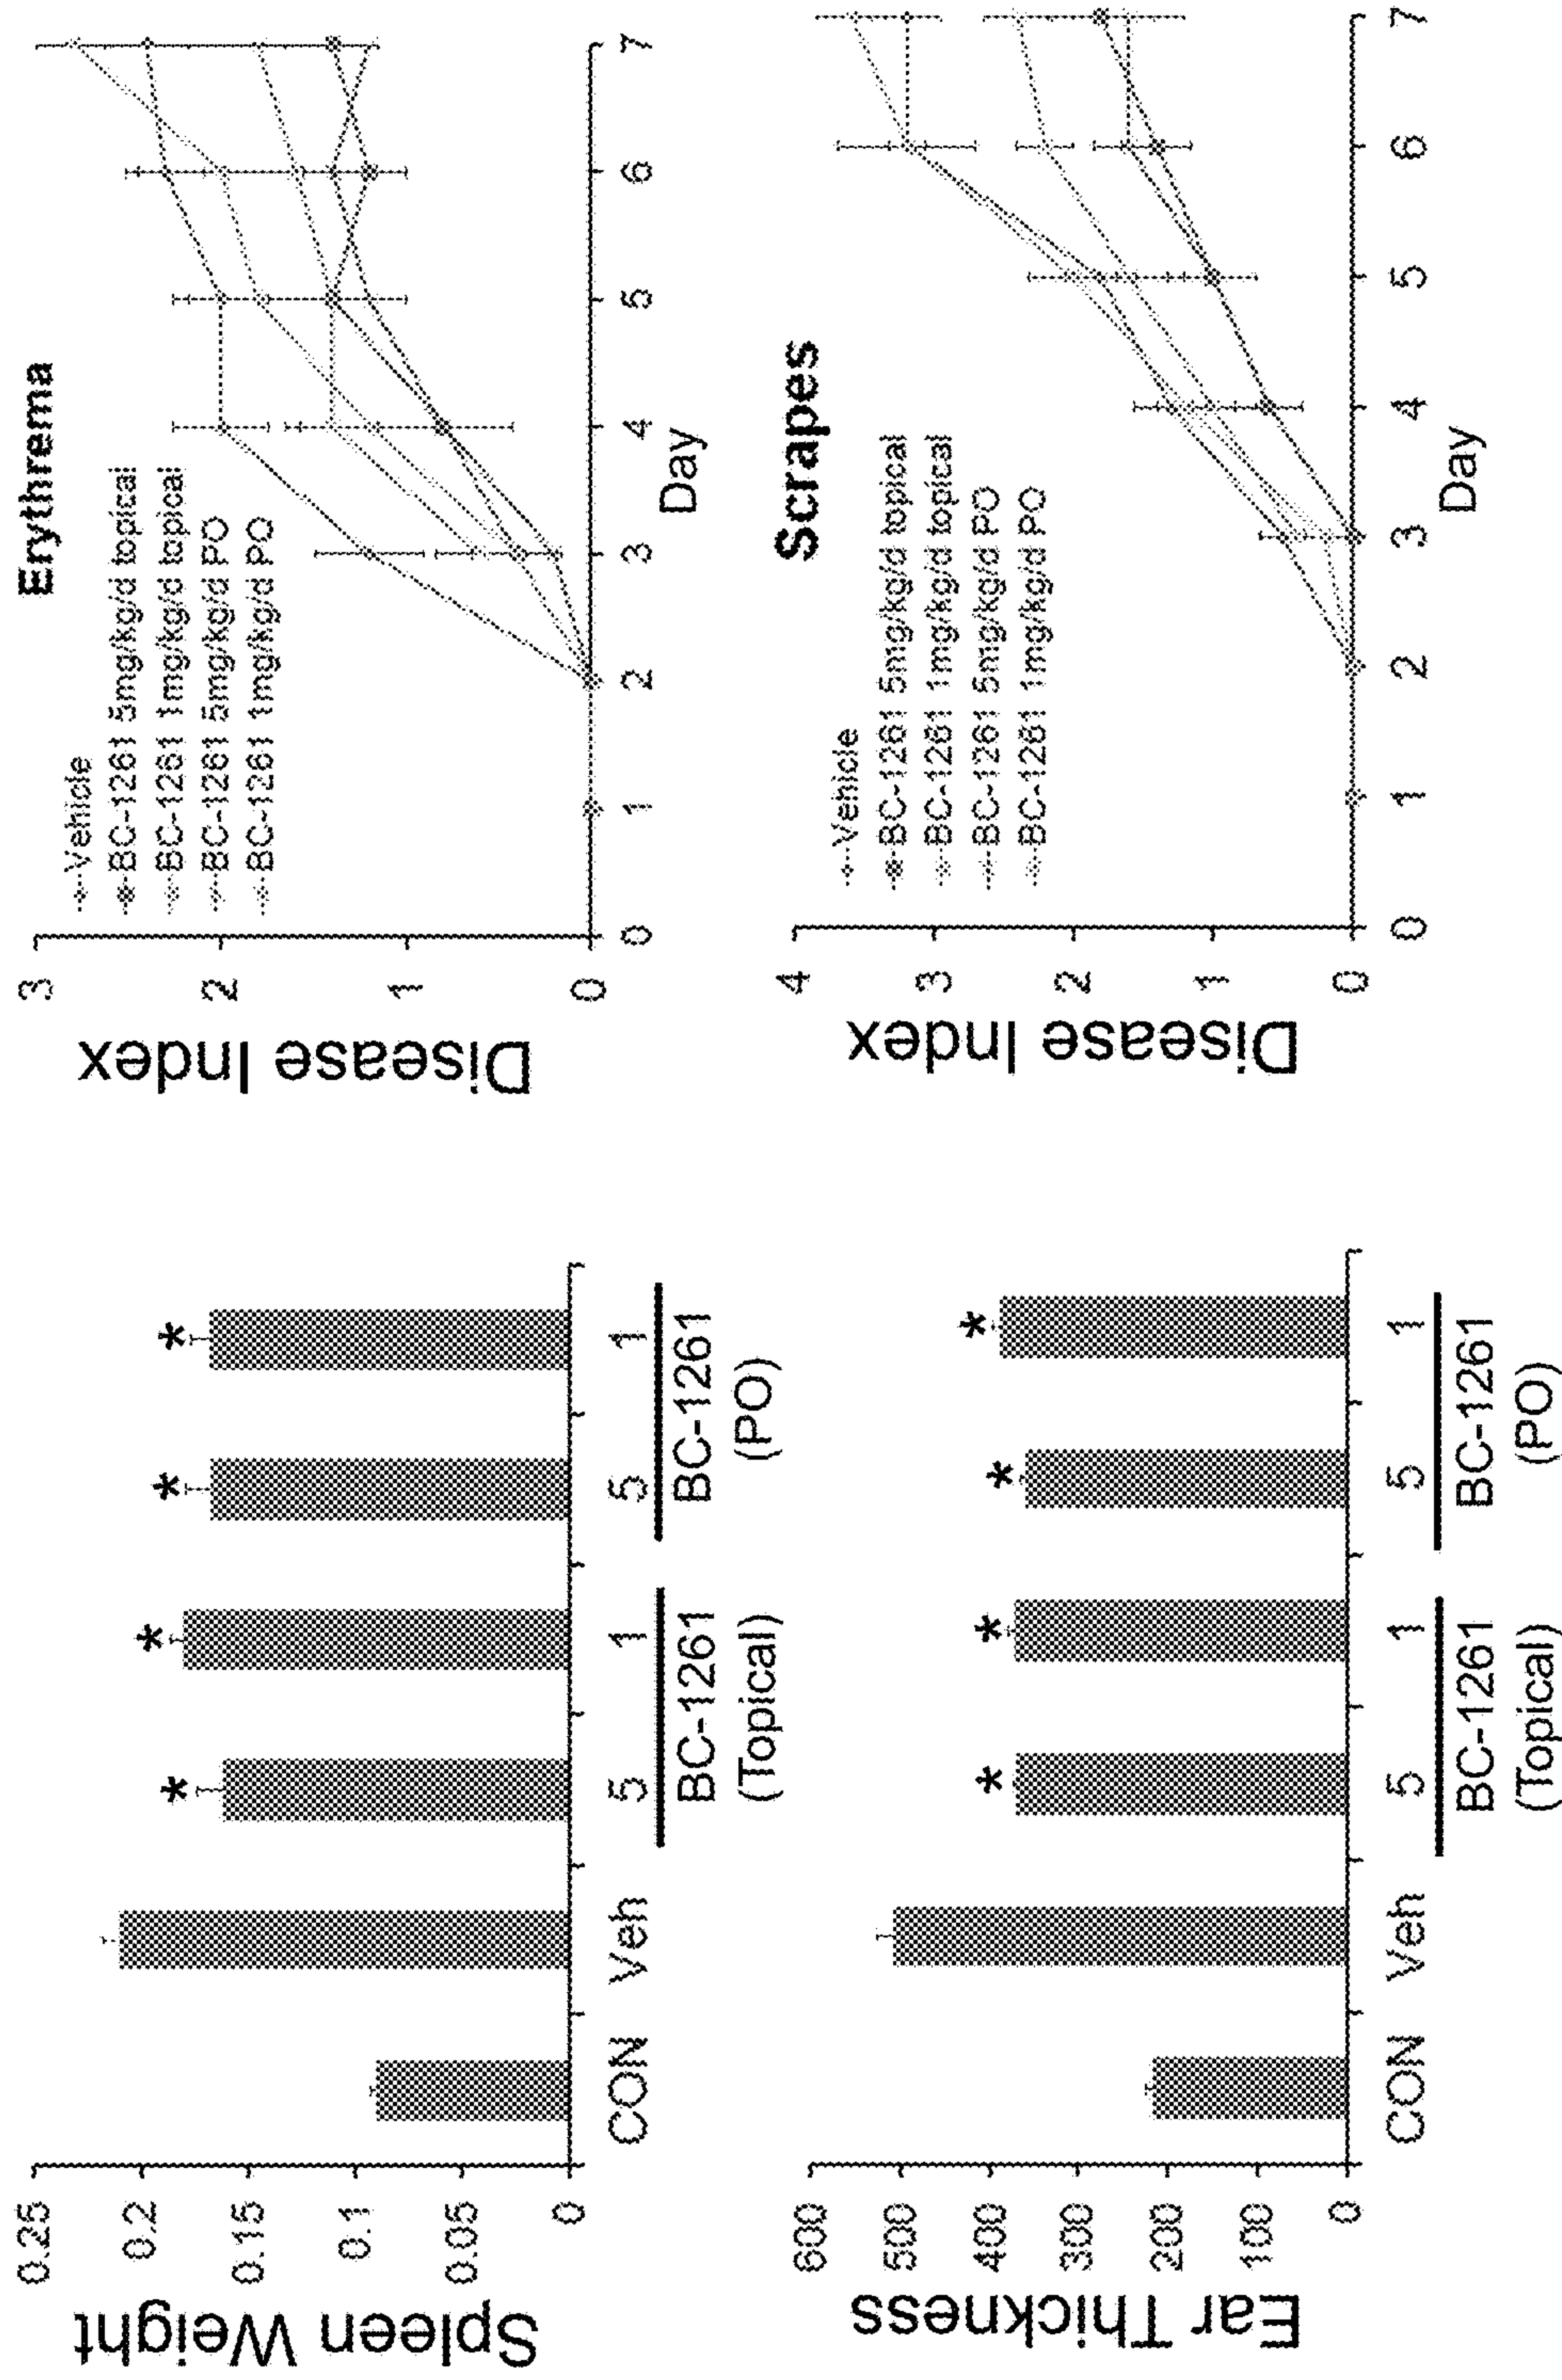 Spleen Weight
0.25
0.2
0.15
0.1
0.05
0
CON Veh 5 1 5 1
BC-1261 BC-1261
(Topical) (PO)
Erythrema
Disease Index
3
2
1
0
Vehicle
BC-1261 5mg/kg/d topical
BC-1261 1mg/kg/d topical
BC-1261 5mg/kg/d PO
BC-1261 1mg/kg/d PO
0 1 2 3 4 5 6 7
Day
Ear Thickness
600
500
400
300
200
100
0
CON Veh 5 1 5 1
BC-1261 BC-1261
(Topical) (PO)
Scrapes
Disease Index
4
3
2
1
0
Vehicle
BC-1261 5mg/kg/d topical
BC-1261 1mg/kg/d topical
BC-1261 5mg/kg/d PO
BC-1261 1mg/kg/d PO
0 1 2 3 4 5 6 7
Day